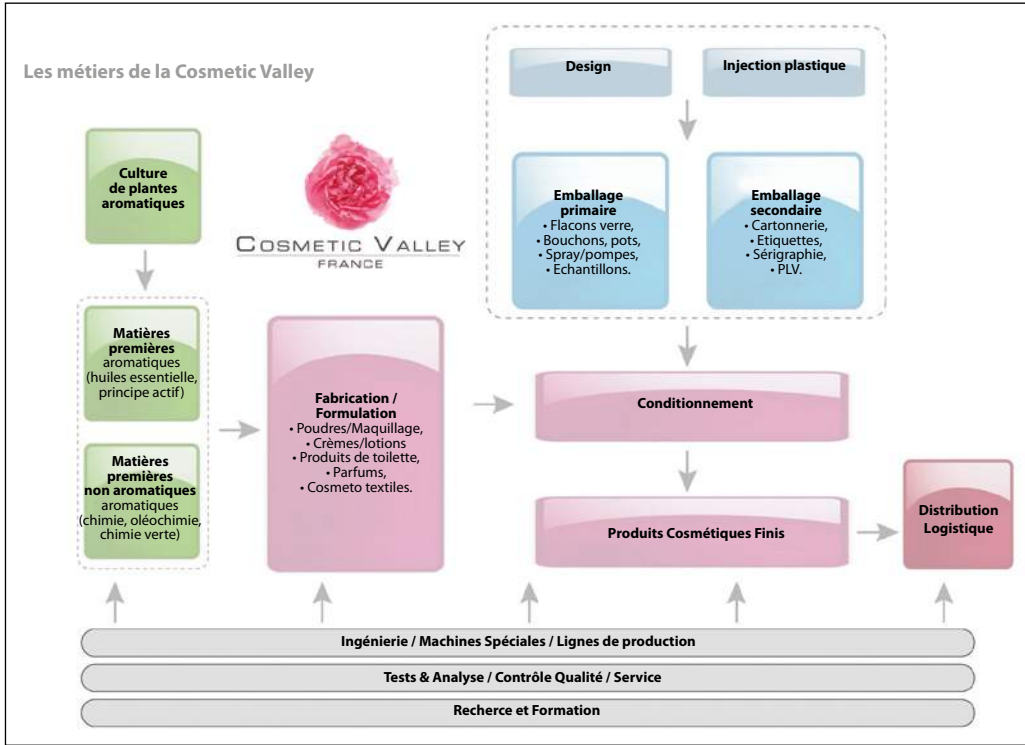 Les métiers de la Cosmetic Valley
Design
Injection plastique
Culture
de plantes
aromatiques
COSMETIC VALLEY
FRANCE
Emballage
primaire
• Flacons verre,
• Bouchons, pots,
• Spray/pompes,
• Echantillons.
Emballage
secondaire
• Cartonnerie,
• Etiquettes,
• Sérigraphie,
• PLV.
Matières
premières
aromatiques
(huiles essentielle,
principe actif)
Matières
premières
non aromatiques
aromatiques
(chimie, oléochimie,
chimie verte)
Fabrication /
Formulation
• Poudres/Maquillage,
• Crèmes/lotions
• Produits de toilette,
• Parfums,
• Cosmeto textiles.
Conditionnement
Produits Cosmétiques Finis
Distribution
Logistique
Ingénierie / Machines Spéciales / Lignes de production
Tests & Analyse / Contrôle Qualité / Service
Recherce et Formation